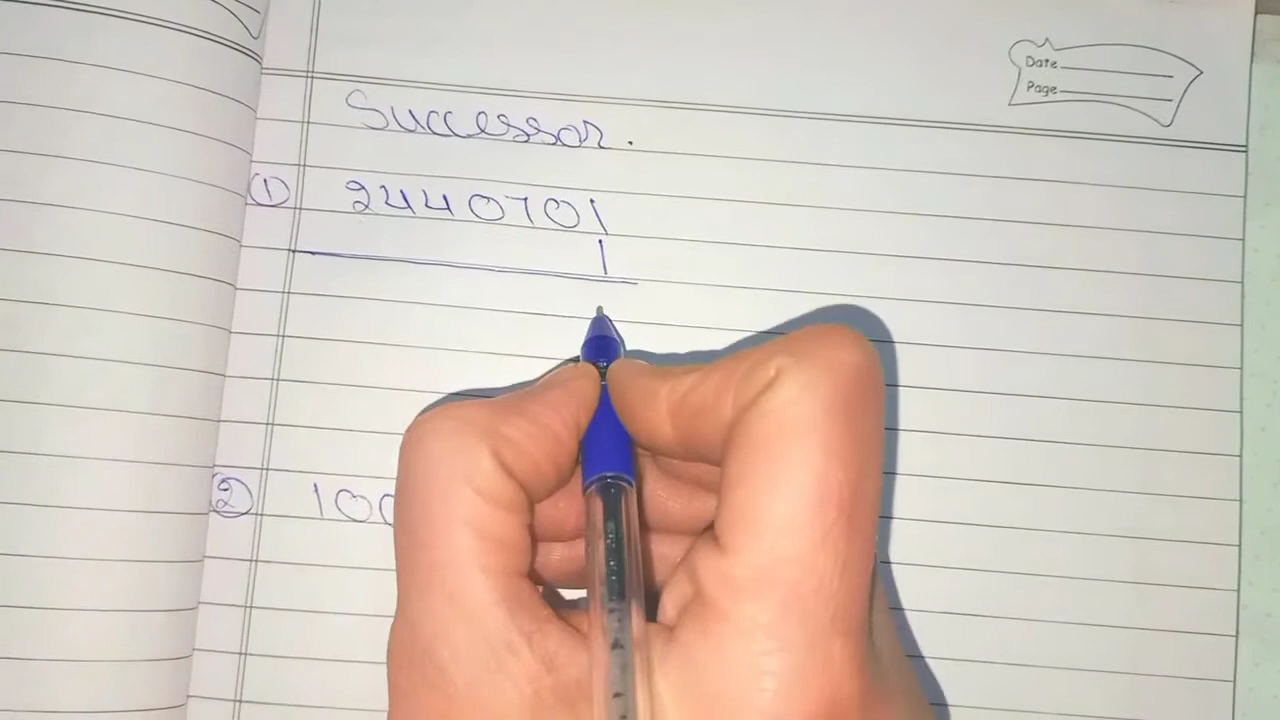 Date
Page
Successor.
① 2440701
1
② 100